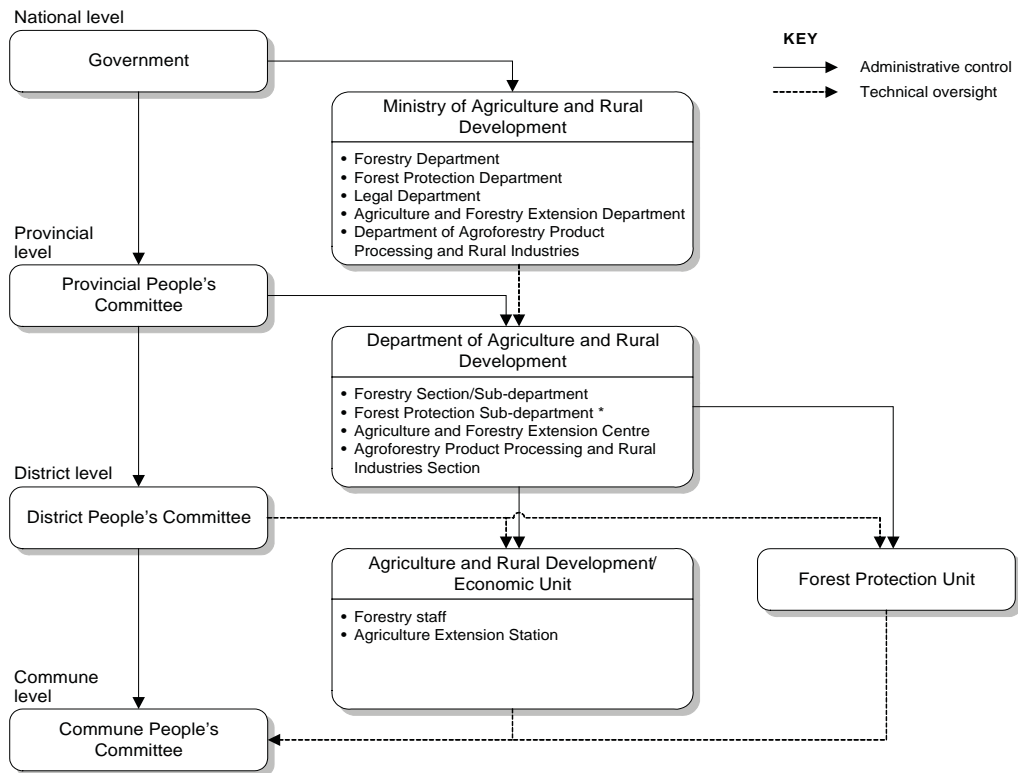 National level
Government
KEY
Administrative control
Technical oversight
Ministry of Agriculture and Rural
Development
• Forestry Department
• Forest Protection Department
• Legal Department
• Agriculture and Forestry Extension Department
• Department of Agroforestry Product
Processing and Rural Industries
Provincial
level
Provincial People's
Committee
Department of Agriculture and Rural
Development
• Forestry Section/Sub-department
• Forest Protection Sub-department *
• Agriculture and Forestry Extension Centre
• Agroforestry Product Processing and Rural
Industries Section
District level
District People's Committee
Agriculture and Rural Development/
Economic Unit
• Forestry staff
• Agriculture Extension Station
Forest Protection Unit
Commune
level
Commune People's
Committee